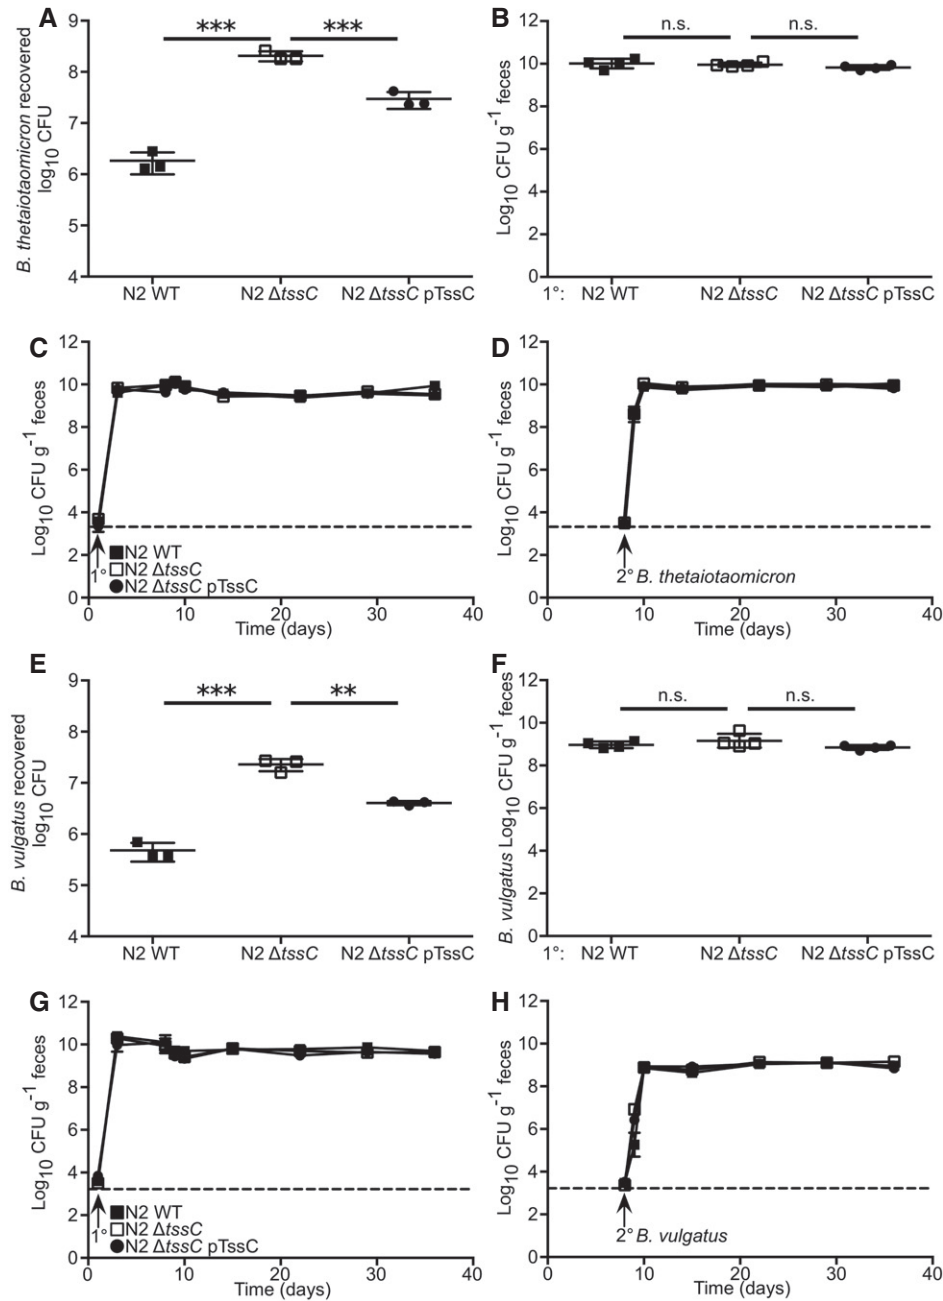 A
B. thetaiotaomicron recovered
log10 CFU
9
8
7
6
5
4
*** ***
N2 WT N2 ΔtssC N2 ΔtssC pTssC
B
Log10 CFU g-1 feces
12
10
8
6
4
2
0
n.s. n.s.
1°: N2 WT N2 ΔtssC N2 ΔtssC pTssC
C
Log10 CFU g-1 feces
12
10
8
6
4
2
0
1°
N2 WT
N2 ΔtssC
N2 ΔtssC pTssC
0 10 20 30 40
Time (days)
D
Log10 CFU g-1 feces
12
10
8
6
4
2
0
2° B. thetaiotaomicron
0 10 20 30 40
Time (days)
E
B. vulgatus recovered
log10 CFU
9
8
7
6
5
4
*** **
N2 WT N2 ΔtssC N2 ΔtssC pTssC
F
B. vulgatus Log10 CFU g-1 feces
12
10
8
6
4
2
0
n.s. n.s.
1°: N2 WT N2 ΔtssC N2 ΔtssC pTssC
G
Log10 CFU g-1 feces
12
10
8
6
4
2
0
1°
N2 WT
N2 ΔtssC
N2 ΔtssC pTssC
0 10 20 30 40
Time (days)
H
Log10 CFU g-1 feces
12
10
8
6
4
2
0
2° B. vulgatus
0 10 20 30 40
Time (days)